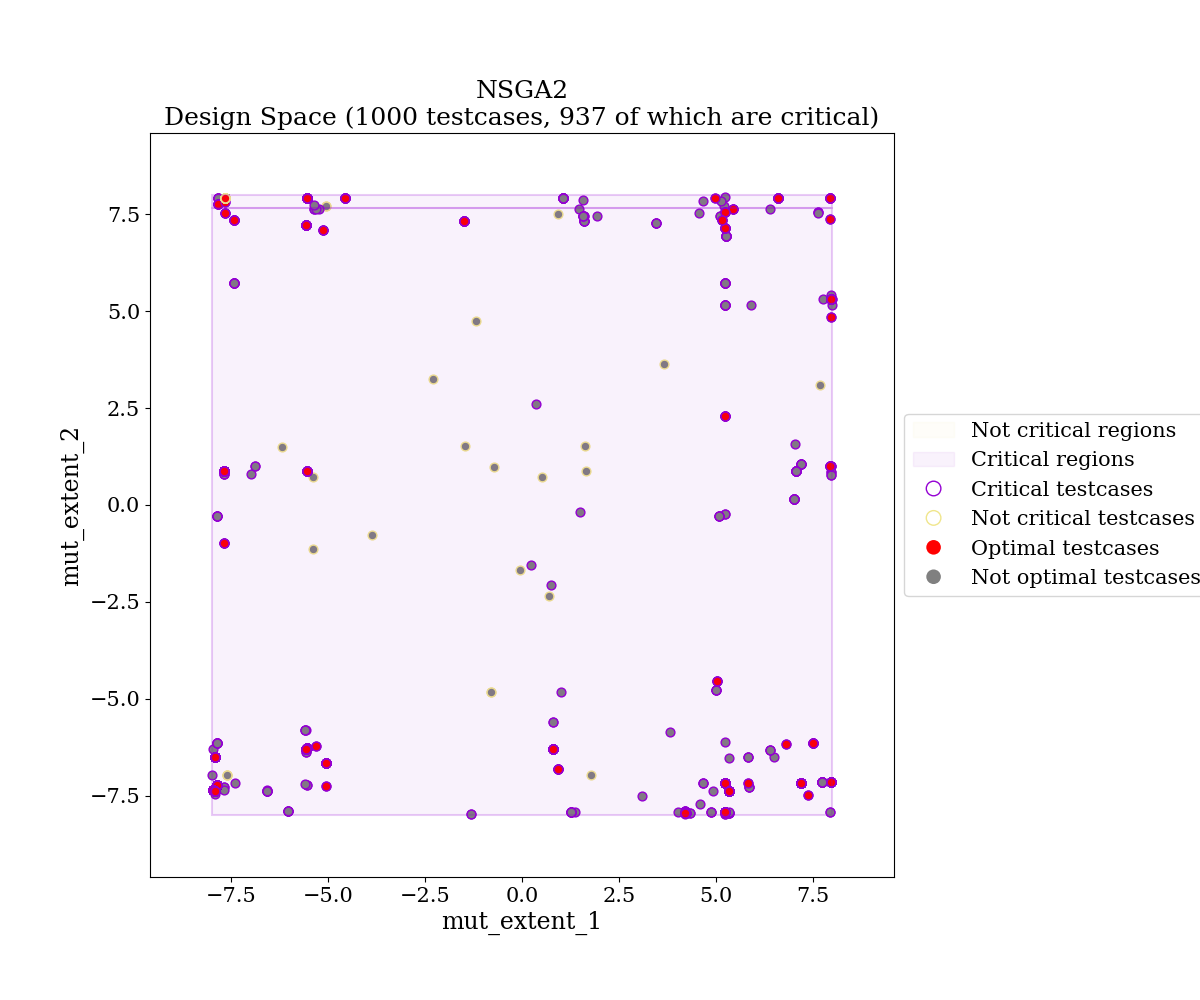 NSGA2
Design Space (1000 testcases, 937 of which are critical)
7.5
5.0
2.5
0.0
−2.5
−5.0
−7.5
mut_extent_2
−7.5
−5.0
−2.5
0.0
2.5
5.0
7.5
mut_extent_1
Not critical regions
Critical regions
Critical testcases
Not critical testcases
Optimal testcases
Not optimal testcases